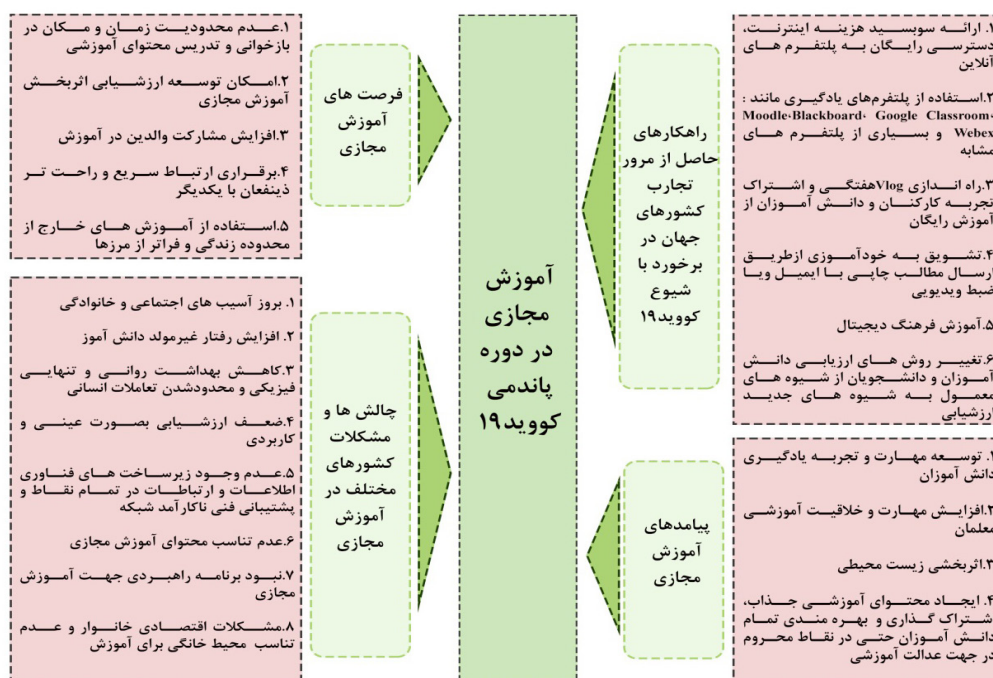 ۱. ارائه سوبسید هزینه اینترنت،
دسترسی رایگان به پلتفرم های
آنلاین
۲.استفاده از پلتفرم‌های یادگیری مانند :
Moodle،Blackboard، Google Classroom،
Webex و بسیاری از پلتفرم های
مشابه
۳.راه اندازی Vlogهفتگی و اشتراک
تجربه کارکنان و دانش آموزان از
آموزش رایگان
۴.تشویق به خودآموزی ازطریق
ارسال مطالب چاپی با ایمیل ویا
ضبط ویدیویی
۵.آموزش فرهنگ دیجیتال
۶.تغییر روش های ارزیابی دانش
آموزان و دانشجویان از شیوه های
معمول به شیوه های جدید
ارزشیابی
راهکارهای
حاصل از مرور
تجارب
کشورهای
جهان در
برخورد با
شیوع
کووید۱۹
۱. توسعه مهارت و تجربه یادگیری
دانش آموزان
۲.افزایش مهارت و خلاقیت آموزشی
معلمان
۳.اثربخشی زیست محیطی
۴. ایجاد محتوای آموزشی جذاب،
اشتراک گذاری و بهره مندی تمام
دانش آموزان حتی در نقاط محروم
در جهت عدالت آموزشی
پیامدهای
آموزش
مجازی
آموزش
مجازی
در دوره
پاندمی
کووید۱۹
فرصت های
آموزش
مجازی
۱.عدم محدودیت زمان و مکان در
بازخوانی و تدریس محتوای آموزشی
۲.امکان توسعه ارزشیابی اثربخش
آموزش مجازی
۳.افزایش مشارکت والدین در آموزش
۴.برقراری ارتباط سریع و راحت تر
ذینفعان با یکدیگر
۵.استفاده از آموزش های خارج از
محدوده زندگی و فراتر از مرزها
چالش ها و
مشکلات
کشورهای
مختلف در
آموزش
مجازی
۱. بروز آسیب های اجتماعی و خانوادگی
۲. افزایش رفتار غیرمولد دانش آموز
۳.کاهش بهداشت روانی و تنهایی
فیزیکی و محدودشدن تعاملات انسانی
۴.ضعف ارزشیابی بصورت عینی و
کاربردی
۵.عدم وجود زیرساخت های فناوری
اطلاعات و ارتباطات در تمام نقاط و
پشتیبانی فنی ناکارآمد شبکه
۶.عدم تناسب محتوای آموزش مجازی
۷.نبود برنامه راهبردی جهت آموزش
مجازی
۸.مشکلات اقتصادی خانوار و عدم
تناسب محیط خانگی برای آموزش